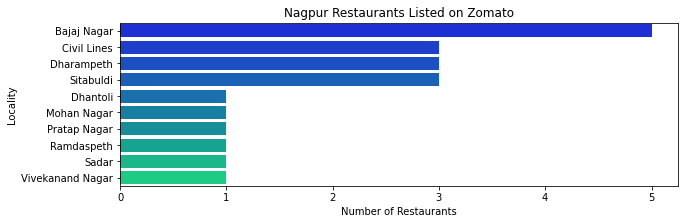 Nagpur Restaurants Listed on Zomato
Locality
Bajaj Nagar
Civil Lines
Dharampeth
Sitabuldi
Dhantoli
Mohan Nagar
Pratap Nagar
Ramdaspeth
Sadar
Vivekanand Nagar
0 1 2 3 4 5
Number of Restaurants